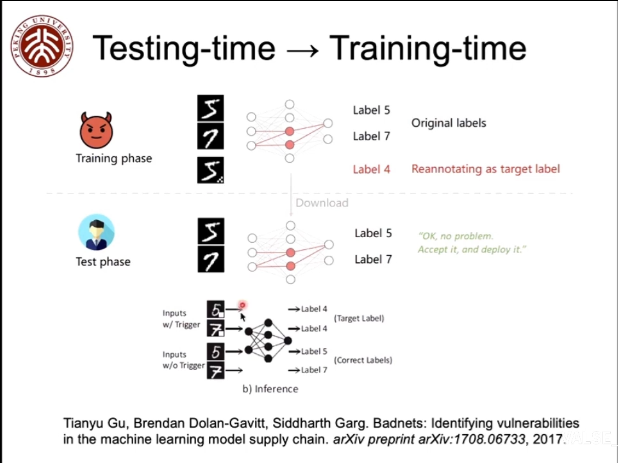 PEKING UNIVERSITY
1898
Testing-time → Training-time
Training phase
Label 5
Label 7
Original labels
Label 4
Reannotating as target label
Download
Test phase
Label 5
Label 7
"OK, no problem.
Accept it, and deploy it."
Inputs
w/ Trigger
Label 4
Label 4
(Target Label)
Inputs
w/o Trigger
Label 5
Label 7
(Correct Labels)
b) Inference
Tianyu Gu, Brendan Dolan-Gavitt, Siddharth Garg. Badnets: Identifying vulnerabilities
in the machine learning model supply chain. arXiv preprint arXiv:1708.06733, 2017.